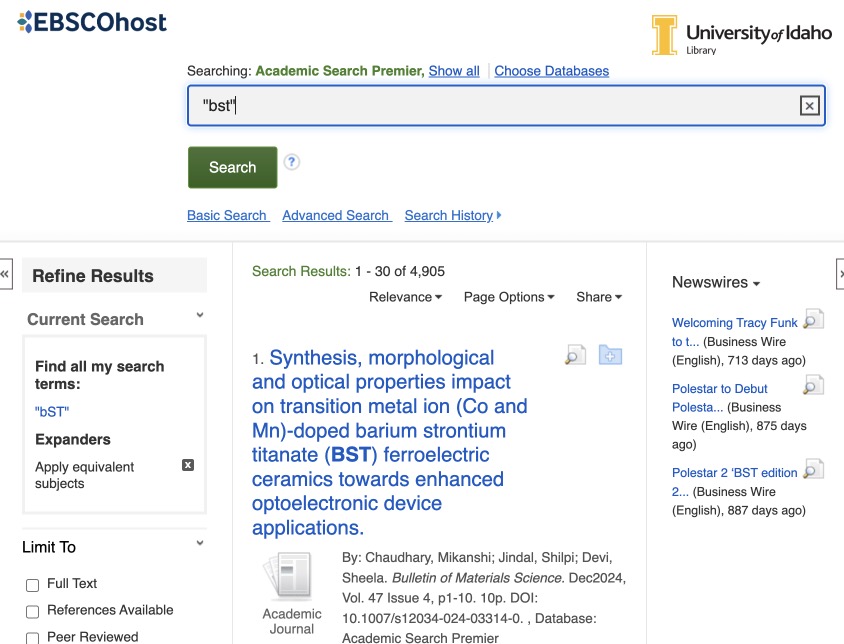 EBSCOhost
University of Idaho
Library
Searching: Academic Search Premier, Show all | Choose Databases
"bst"
Search ?
Basic Search Advanced Search Search History
Refine Results
Current Search
Find all my search
terms:
"bST"
Expanders
Apply equivalent
subjects
Limit To
Full Text
References Available
Peer Reviewed
Search Results: 1 - 30 of 4,905
Relevance Page Options Share
1. Synthesis, morphological
and optical properties impact
on transition metal ion (Co and
Mn)-doped barium strontium
titanate (BST) ferroelectric
ceramics towards enhanced
optoelectronic device
applications.
Academic
Journal
By: Chaudhary, Mikanshi; Jindal, Shilpi; Devi,
Sheela. Bulletin of Materials Science. Dec2024,
Vol. 47 Issue 4, p1-10. 10p. DOI:
10.1007/s12034-024-03314-0. , Database:
Academic Search Premier
Newswires
Welcoming Tracy Funk
to t... (Business Wire
(English), 713 days ago)
Polestar to Debut
Polesta... (Business
Wire (English), 875 days
ago)
Polestar 2 ‘BST edition
2... (Business Wire
(English), 887 days ago)